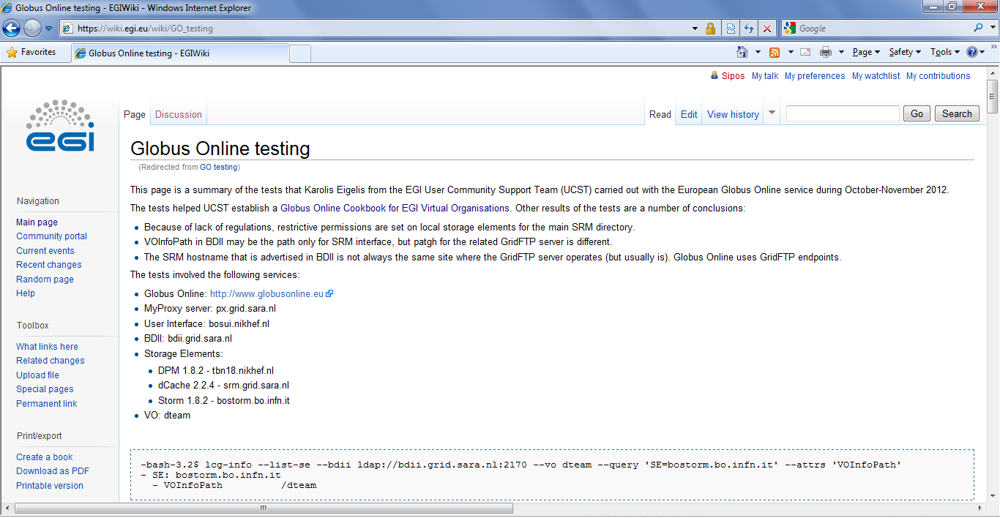 Globus Online testing - EGIWiki - Windows Internet Explorer
https://wiki.egi.eu/wiki/GO_testing
Google
Favorites
Globus Online testing - EGIWiki
Page
Safety
Tools
Sipos My talk My preferences My watchlist My contributions
egi
Page Discussion
Read Edit View history
Go Search
Globus Online testing
(Redirected from GO testing)
This page is a summary of the tests that Karolis Eigelis from the EGI User Community Support Team (UCST) carried out with the European Globus Online service during October-November 2012.
The tests helped UCST establish a Globus Online Cookbook for EGI Virtual Organisations. Other results of the tests are a number of conclusions:
Because of lack of regulations, restrictive permissions are set on local storage elements for the main SRM directory.
VOInfoPath in BDII may be the path only for SRM interface, but patgh for the related GridFTP server is different.
The SRM hostname that is advertised in BDII is not always the same site where the GridFTP server operates (but usually is). Globus Online uses GridFTP endpoints.
The tests involved the following services:
Globus Online: http://www.globusonline.eu
MyProxy server: px.grid.sara.nl
User Interface: bosui.nikhef.nl
BDII: bdii.grid.sara.nl
Storage Elements:
DPM 1.8.2 - tbn18.nikhef.nl
dCache 2.2.4 - srm.grid.sara.nl
Storm 1.8.2 - bostorm.bo.infn.it
VO: dteam
-bash-3.2$ lcg-info --list-se --bdii ldap://bdii.grid.sara.nl:2170 --vo dteam --query 'SE=bostorm.bo.infn.it' --attrs 'VOInfoPath'
- SE: bostorm.bo.infn.it
- VOInfoPath /dteam
Navigation
Main page
Community portal
Current events
Recent changes
Random page
Help
Toolbox
What links here
Related changes
Upload file
Special pages
Permanent link
Print/export
Create a book
Download as PDF
Printable version